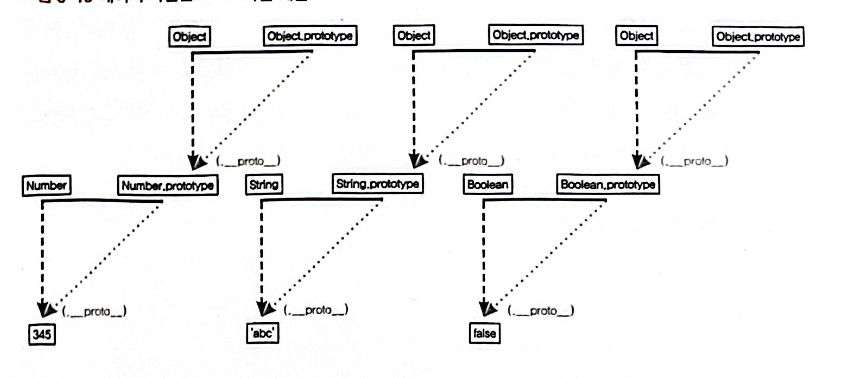 Object Object.prototype Object Object.prototype Object Object.prototype
(.__proto__) (.__proto__) (.__proto__)
Number Number.prototype String String.prototype Boolean Boolean.prototype
(.__proto__) (.__proto__) (.__proto__)
345 'abc' false